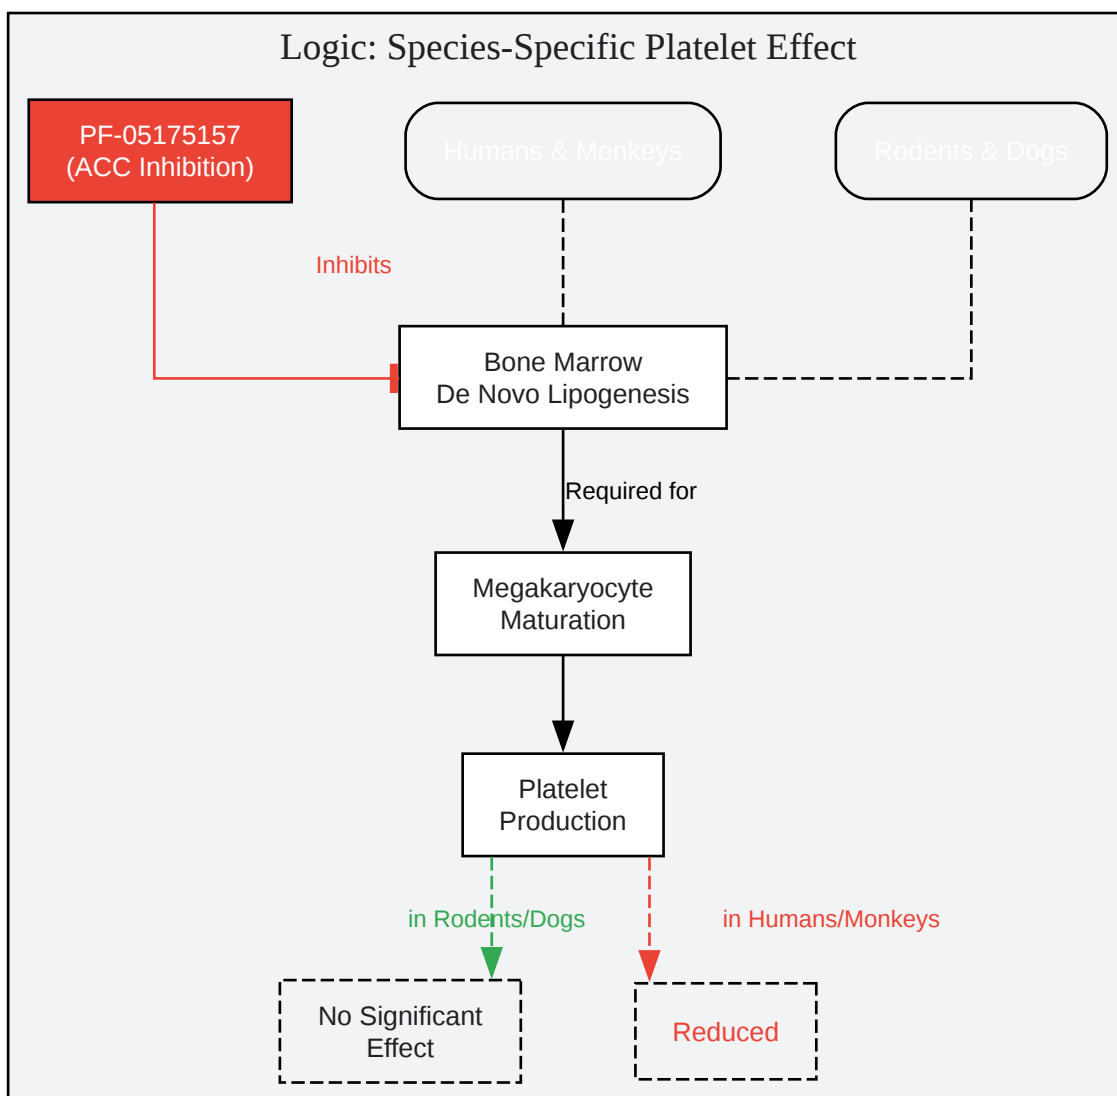 Logic: Species-Specific Platelet Effect
PF-05175157
(ACC Inhibition)
Humans & Monkeys
Rodents & Dogs
Inhibits
Bone Marrow
De Novo Lipogenesis
Required for
Megakaryocyte
Maturation
Platelet
Production
in Rodents/Dogs
in Humans/Monkeys
No Significant
Effect
Reduced